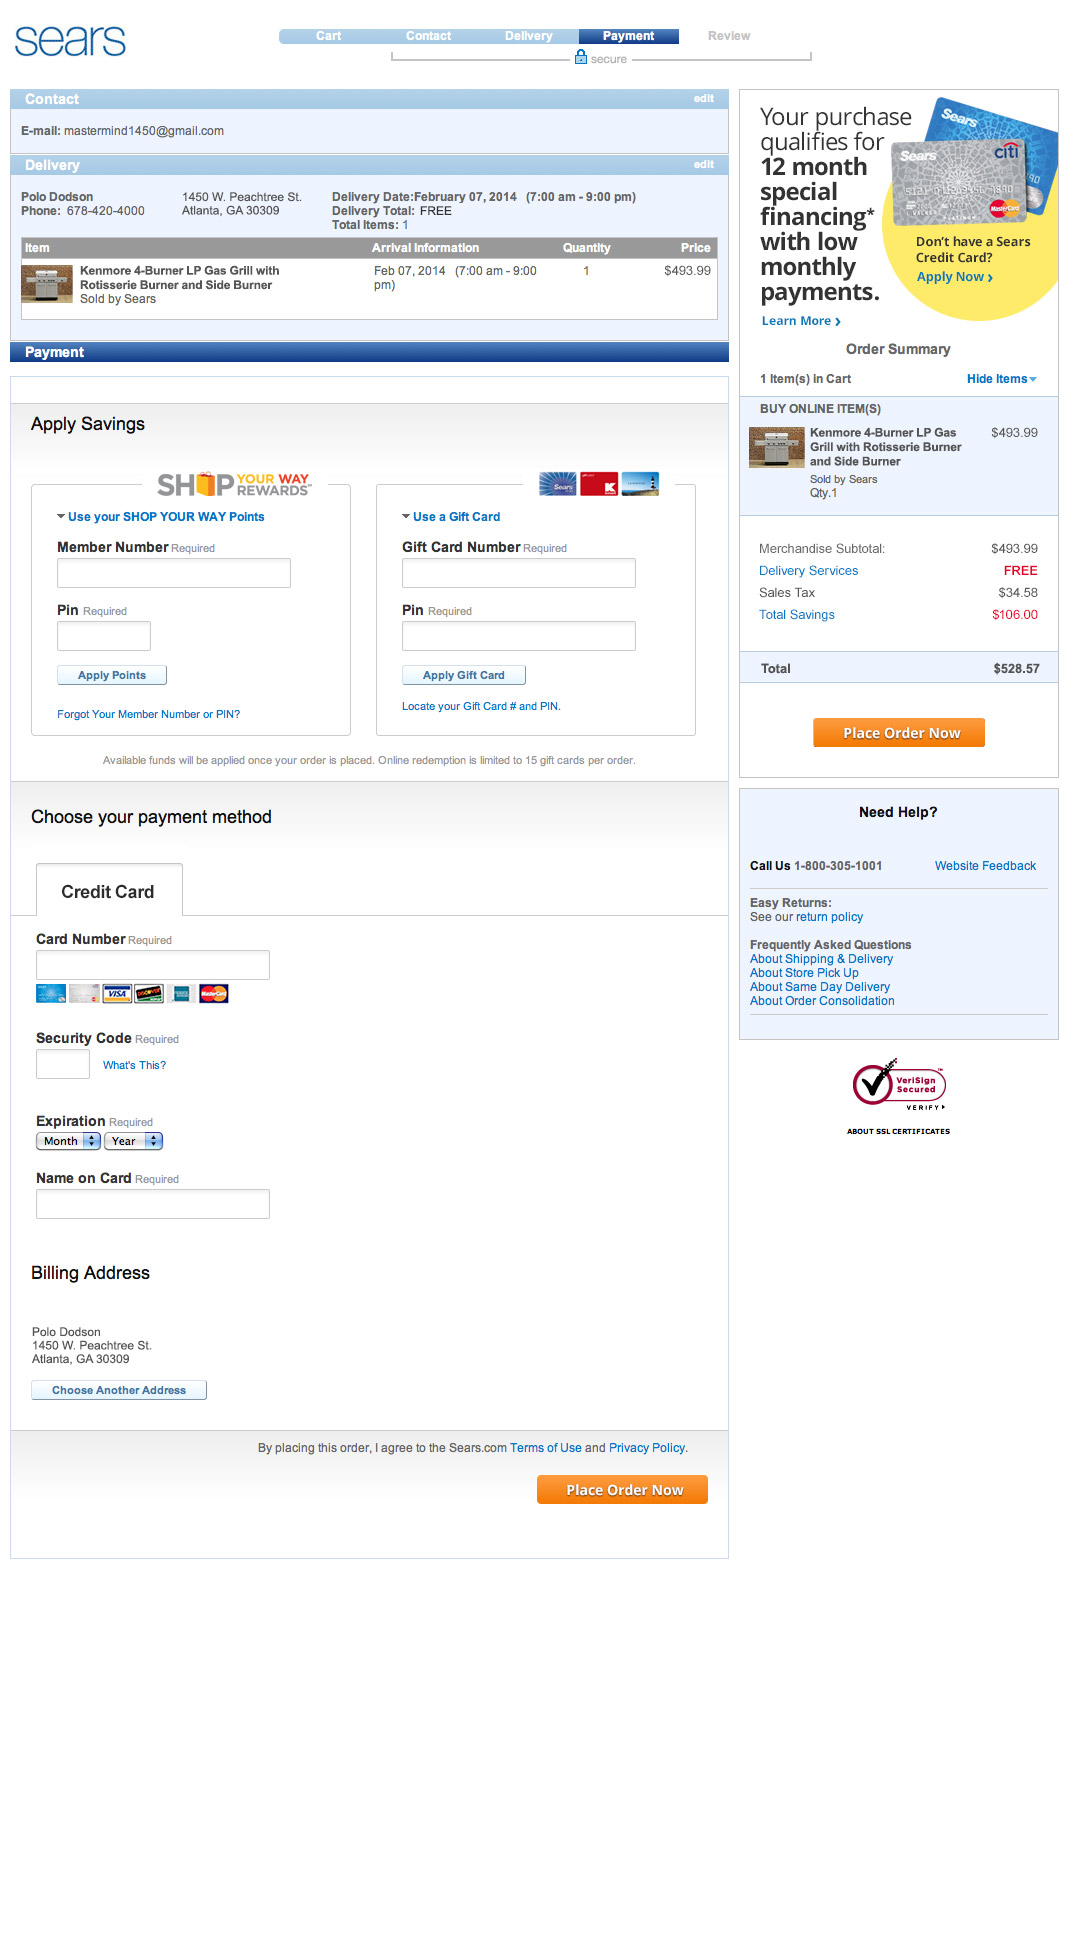 sears
Cart Contact Delivery Payment Review
secure
Contact edit
E-mail: mastermind1450@gmail.com
Delivery edit
Polo Dodson 1450 W. Peachtree St. Delivery Date:February 07, 2014 (7:00 am - 9:00 pm)
Phone: 678-420-4000 Atlanta, GA 30309 Delivery Total: FREE
Total Items: 1
Item Arrival Information Quantity Price
Kenmore 4-Burner LP Gas Grill with Feb 07, 2014 (7:00 am - 9:00 1 $493.99
Rotisserie Burner and Side Burner pm)
Sold by Sears
Payment
Apply Savings
SHOP YOUR WAY
REWARDS
Use your SHOP YOUR WAY Points
Member Number Required
Pin Required
Apply Points
Forgot Your Member Number or PIN?
Sears
Use a Gift Card
Gift Card Number Required
Pin Required
Apply Gift Card
Locate your Gift Card # and PIN.
Available funds will be applied once your order is placed. Online redemption is limited to 15 gift cards per order.
Choose your payment method
Credit Card
Card Number Required
VISA DISCOVER MasterCard
Security Code Required
What's This?
Expiration Required
Month Year
Name on Card Required
Billing Address
Polo Dodson
1450 W. Peachtree St.
Atlanta, GA 30309
Choose Another Address
By placing this order, I agree to the Sears.com Terms of Use and Privacy Policy.
Place Order Now
Your purchase
qualifies for
12 month
special
financing*
with low
monthly
payments.
Learn More ›
Sears
Sears citi
MasterCard
Don't have a Sears
Credit Card?
Apply Now ›
Order Summary
1 Item(s) in Cart Hide Items
BUY ONLINE ITEM(S)
Kenmore 4-Burner LP Gas $493.99
Grill with Rotisserie Burner
and Side Burner
Sold by Sears
Qty.1
Merchandise Subtotal: $493.99
Delivery Services FREE
Sales Tax $34.58
Total Savings $106.00
Total $528.57
Place Order Now
Need Help?
Call Us 1-800-305-1001 Website Feedback
Easy Returns:
See our return policy
Frequently Asked Questions
About Shipping & Delivery
About Store Pick Up
About Same Day Delivery
About Order Consolidation
VeriSign
Secured
VERIFY
ABOUT SSL CERTIFICATES